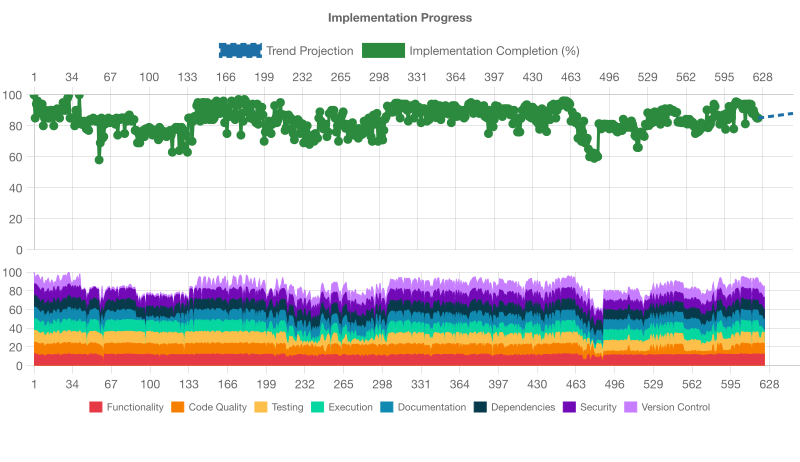 Implementation Progress
Trend Projection Implementation Completion (%)
1 34 67 100 133 166 199 232 265 298 331 364 397 430 463 496 529 562 595 628
100
80
60
40
20
0
100
80
60
40
20
0
1 34 67 100 133 166 199 232 265 298 331 364 397 430 463 496 529 562 595 628
Functionality Code Quality Testing Execution Documentation Dependencies Security Version Control